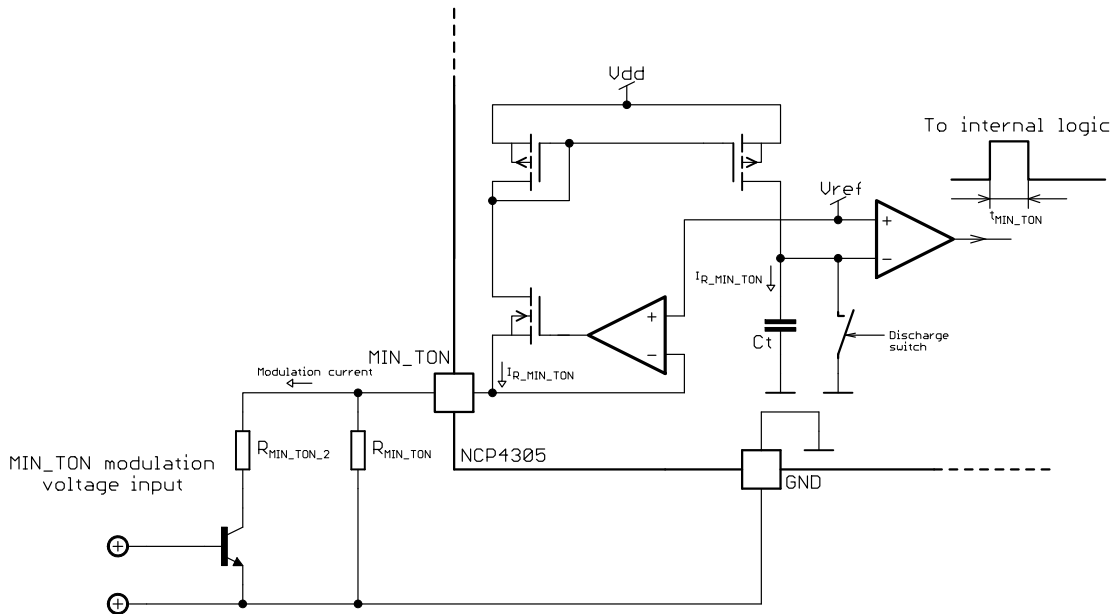 Vdd
To internal logic
Vref
tMIN_TON
+
−
IR_MIN_TON
+
−
Ct
Discharge
switch
MIN_TON
IR_MIN_TON
Modulation current
RMIN_TON_2
RMIN_TON
NCP4305
GND
MIN_TON modulation
voltage input